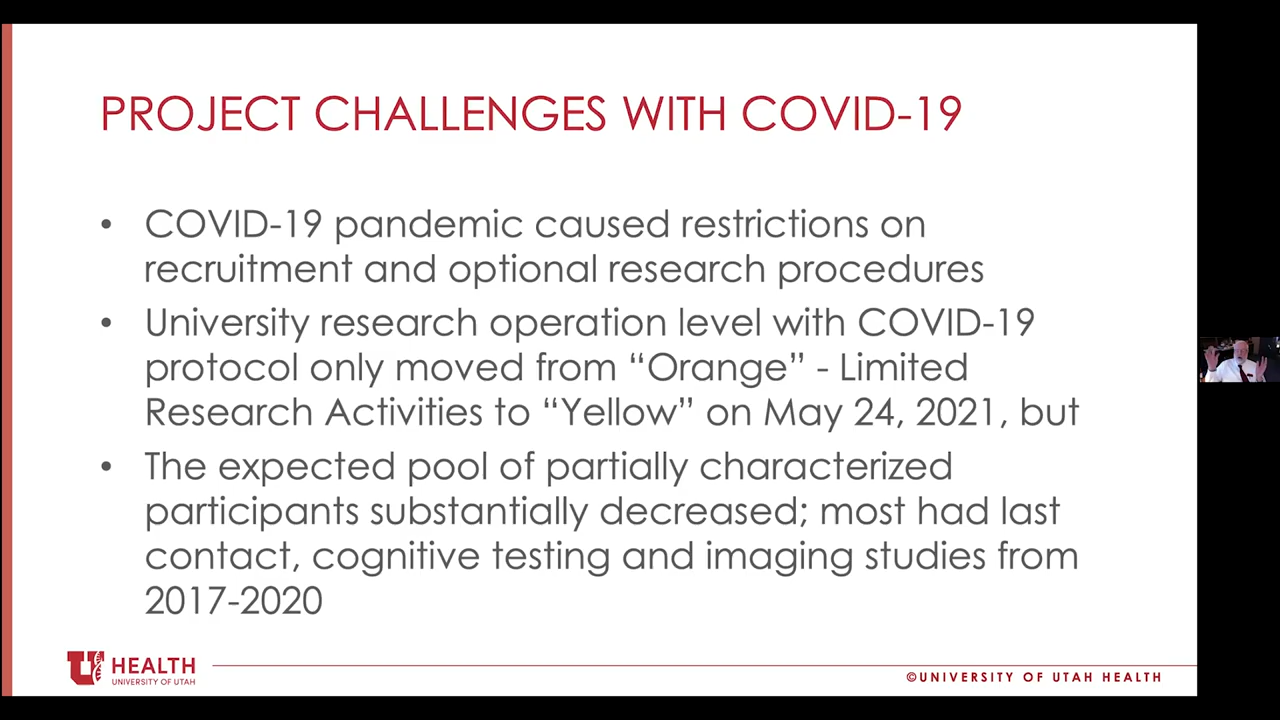 PROJECT CHALLENGES WITH COVID-19
• COVID-19 pandemic caused restrictions on
recruitment and optional research procedures
• University research operation level with COVID-19
protocol only moved from “Orange” - Limited
Research Activities to “Yellow” on May 24, 2021, but
• The expected pool of partially characterized
participants substantially decreased; most had last
contact, cognitive testing and imaging studies from
2017-2020
U HEALTH
UNIVERSITY OF UTAH
©UNIVERSITY OF UTAH HEALTH